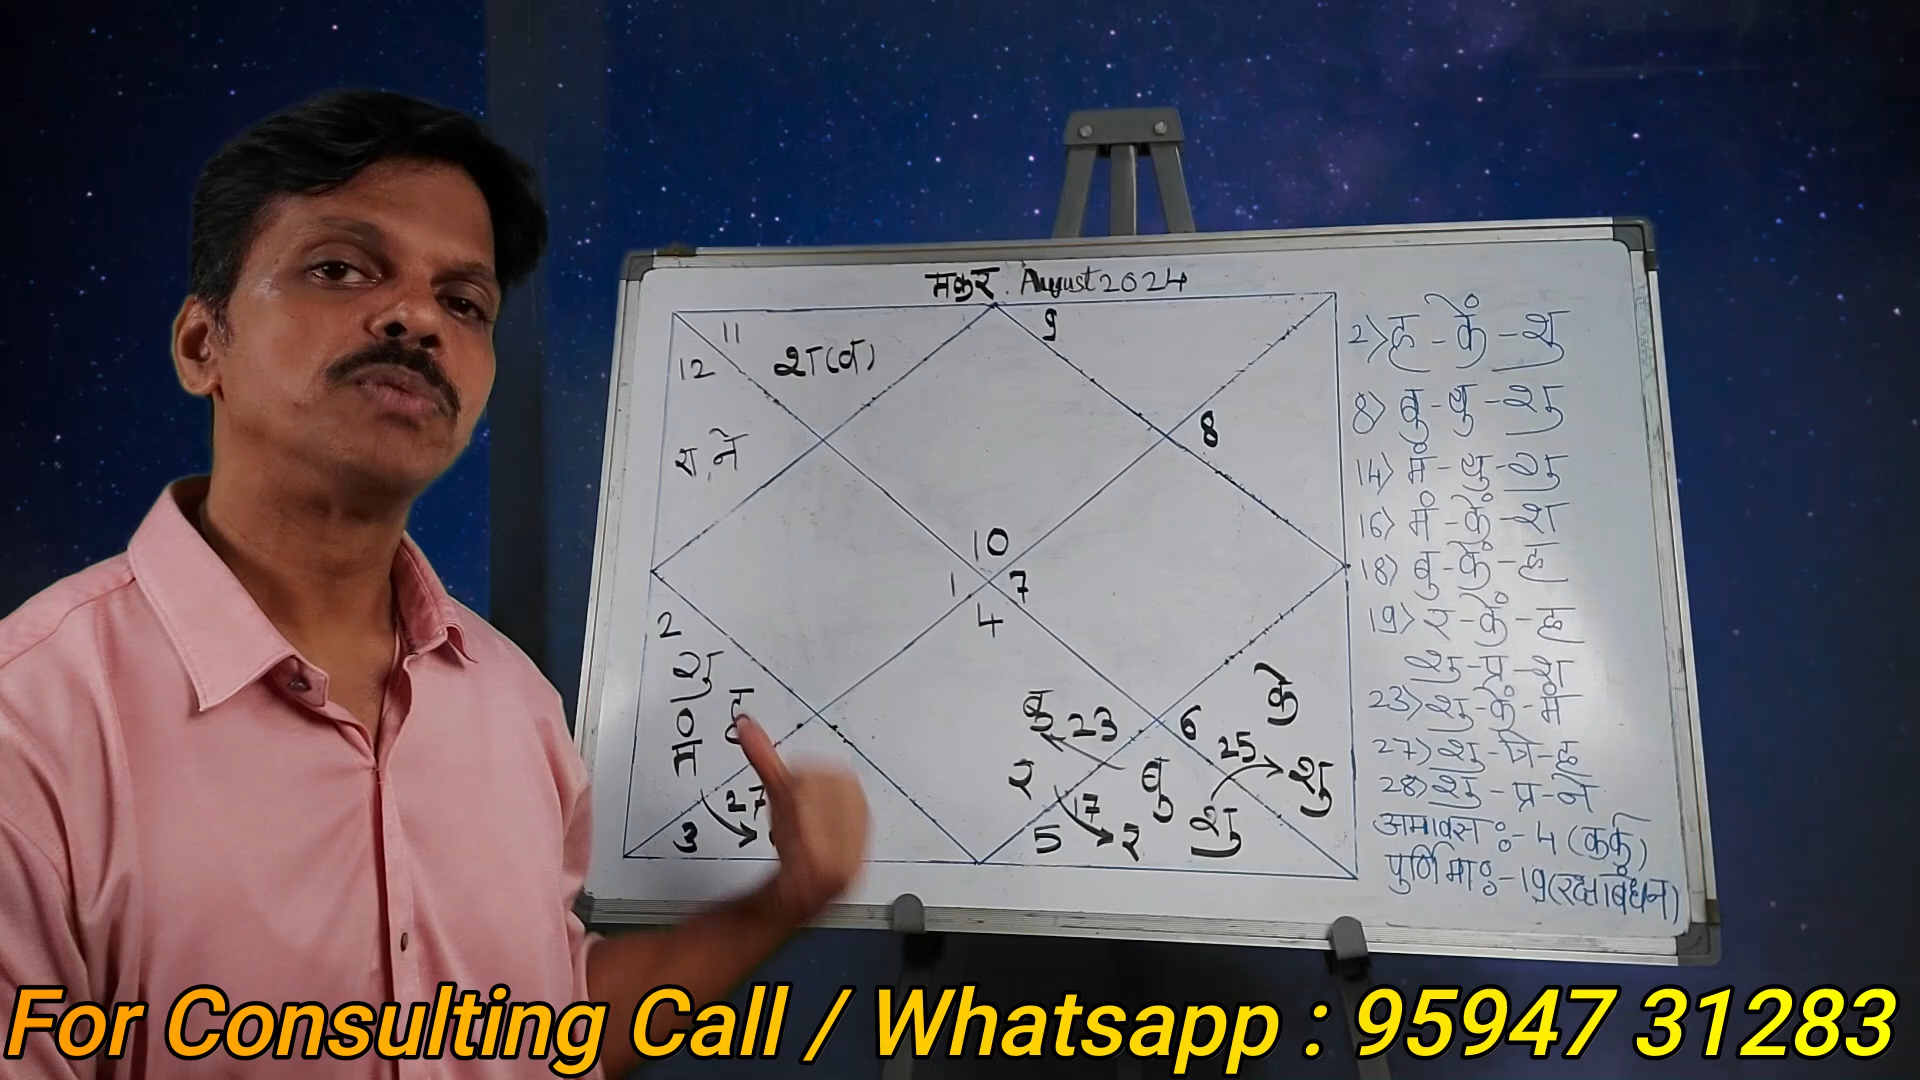 मकर. August 2024
11
12
श(व)
9
8
रा ने
10
1
7
4
2
शु
ह
मं
27
3
बु 23
र
बु
17
5
र
6
के
25
शु
शु
2) ह - कें - शु
8) बु - यु - शु
14) मं - यु - गु
16) मं - कें - श
18) बु - कें - ह
19) र - कें - ह
शु - प्र - श
23) शु - कें - मं
27) शु - त्रि - ह
28) शु - प्र - ने
अमावस :- 4 (कर्क)
पुर्णिमा :- 19 (रक्षाबंधन)
For Consulting Call / Whatsapp : 95947 31283